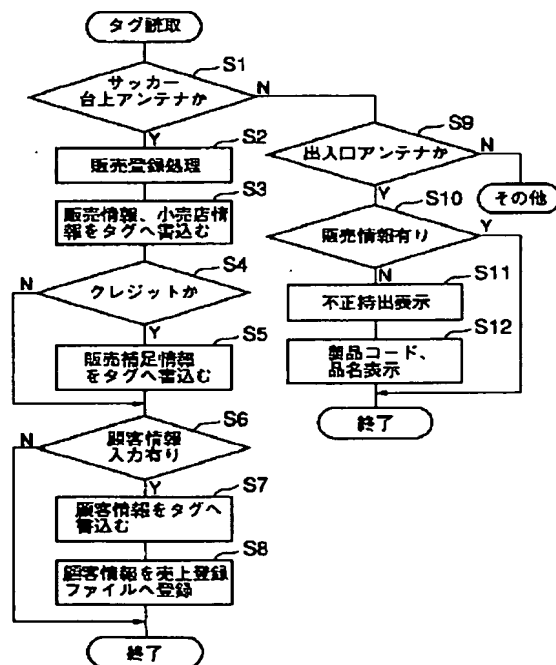 タグ読取
S1
サッカー
台上アンテナか
N
Y
S2
販売登録処理
S3
販売情報、小売店情
報をタグへ書込む
S4
N
クレジットか
Y
S5
販売補足情報
をタグへ書込む
S6
N
顧客情報
入力有り
Y
S7
顧客情報をタグへ
書込む
S8
顧客情報を売上登録
ファイルへ登録
終了
S9
出入口アンテナか
N
Y
その他
S10
販売情報有り
Y
N
S11
不正持出表示
S12
製品コード、
品名表示
終了